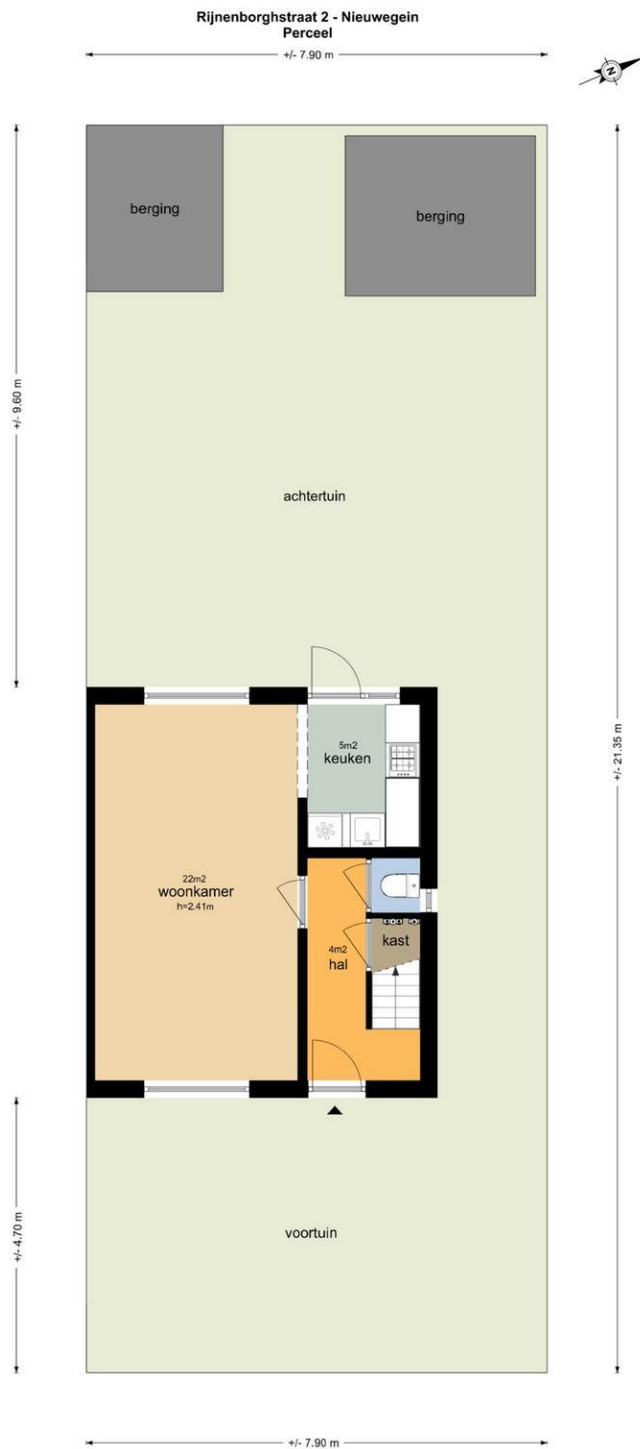 Rijnenborghstraat 2 - Nieuwegein
Perceel
+/- 7.90 m
N
berging
berging
+/- 9.60 m
achtertuin
+/- 21.35 m
5m2
keuken
22m2
woonkamer
h=2.41m
kast
4m2
hal
+/- 4.70 m
voortuin
+/- 7.90 m